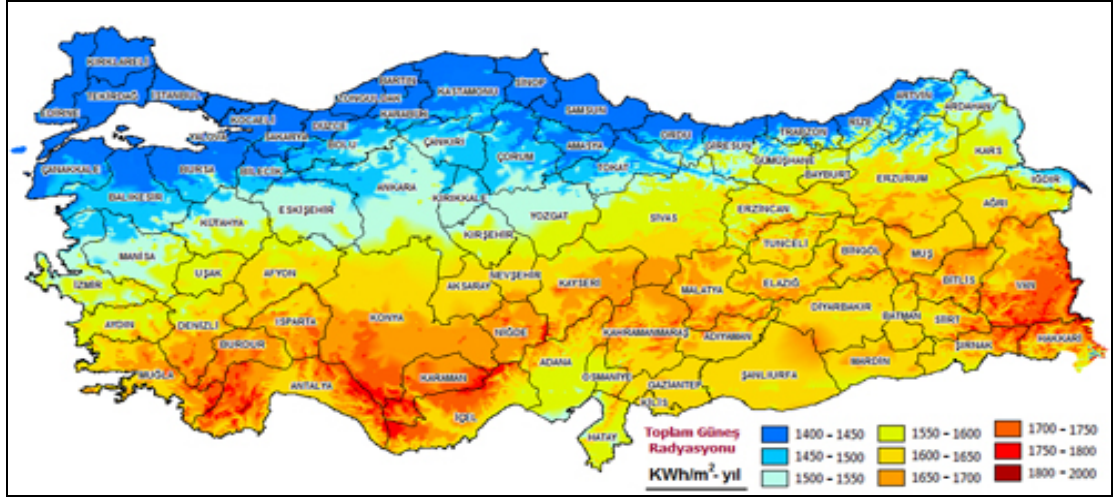 KIRKLARELİ
EDİRNE
TEKİRDAĞ
İSTANBUL
KOCAELİ
YALOVA
SAKARYA
DÜZCE
ZONGULDAK
BARTIN
KARABÜK
KASTAMONU
SİNOP
SAMSUN
BOLU
ÇANKIRI
ÇORUM
AMASYA
TOKAT
ORDU
GİRESUN
TRABZON
RİZE
ARTVİN
ARDAHAN
KARS
IĞDIR
GÜMÜŞHANE
BAYBURT
ERZURUM
AĞRI
ÇANAKKALE
BALIKESİR
BURSA
BİLECİK
KÜTAHYA
ESKİŞEHİR
ANKARA
KIRIKKALE
KIRŞEHİR
YOZGAT
SİVAS
ERZİNCAN
TUNCELİ
BİNGÖL
MUŞ
BİTLİS
VAN
MANİSA
İZMİR
UŞAK
AFYON
AKSARAY
NEVŞEHİR
KAYSERİ
MALATYA
ELAZIĞ
DİYARBAKIR
BATMAN
SİİRT
ŞIRNAK
HAKKARİ
AYDIN
DENİZLİ
ISPARTA
BURDUR
KONYA
NİĞDE
KAHRAMANMARAŞ
ADIYAMAN
MARDİN
ŞANLIURFA
MUĞLA
ANTALYA
KARAMAN
İÇEL
ADANA
OSMANİYE
GAZİANTEP
KİLİS
HATAY
Toplam Güneş
Radyasyonu
KWh/m²- yıl
1400 - 1450
1450 - 1500
1500 - 1550
1550 - 1600
1600 - 1650
1650 - 1700
1700 - 1750
1750 - 1800
1800 - 2000